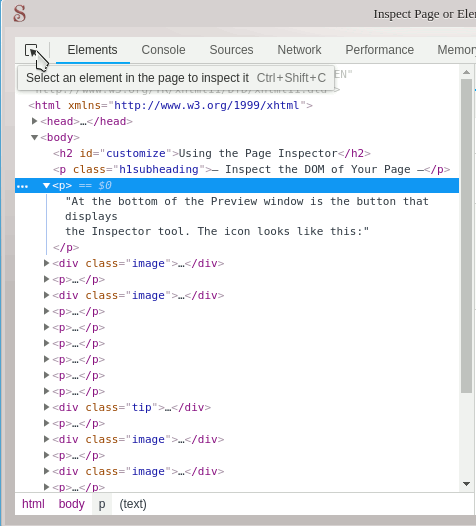 S Inspect Page or Ele
Elements Console Sources Network Performance Memor
Select an element in the page to inspect it Ctrl+Shift+C EN"
<html xmlns="http://www.w3.org/1999/xhtml">
<head>…</head>
<body>
<h2 id="customize">Using the Page Inspector</h2>
<p class="h1subheading">— Inspect the DOM of Your Page —</p>
… <p> == $0
"At the bottom of the Preview window is the button that
displays
the Inspector tool. The icon looks like this:"
</p>
<div class="image">…</div>
<p>…</p>
<div class="image">…</div>
<p>…</p>
<p>…</p>
<p>…</p>
<p>…</p>
<p>…</p>
<p>…</p>
<div class="tip">…</div>
<p>…</p>
<div class="image">…</div>
<p>…</p>
<div class="image">…</div>
<p>…</p>
html body p (text)